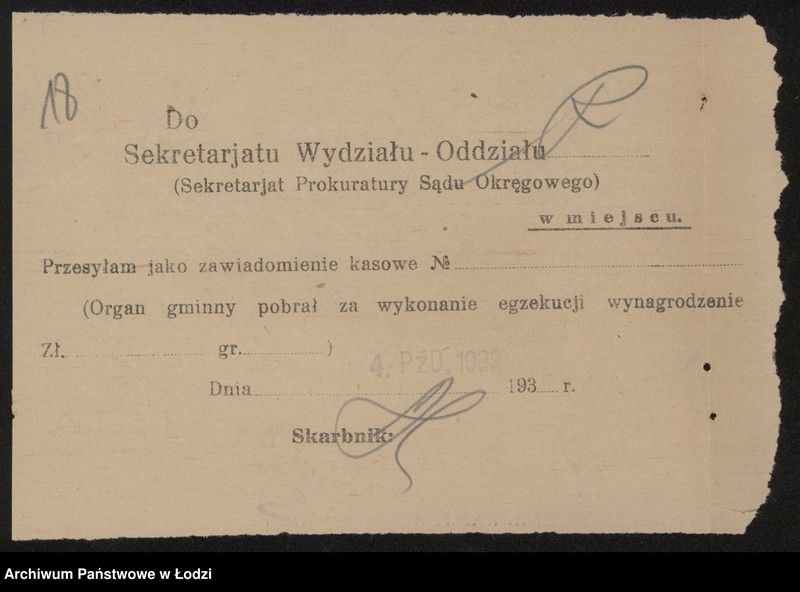 18
Do
Sekretarjatu Wydziału - Oddziału
(Sekretarjat Prokuratury Sądu Okręgowego)
w miejscu.
Przesyłam jako zawiadomienie kasowe №
(Organ gminny pobrał za wykonanie egzekucji wynagrodzenie
Zł. gr. )
4. PŹD. 1932
Dnia 193 r.
Skarbnik:
Archiwum Państwowe w Łodzi